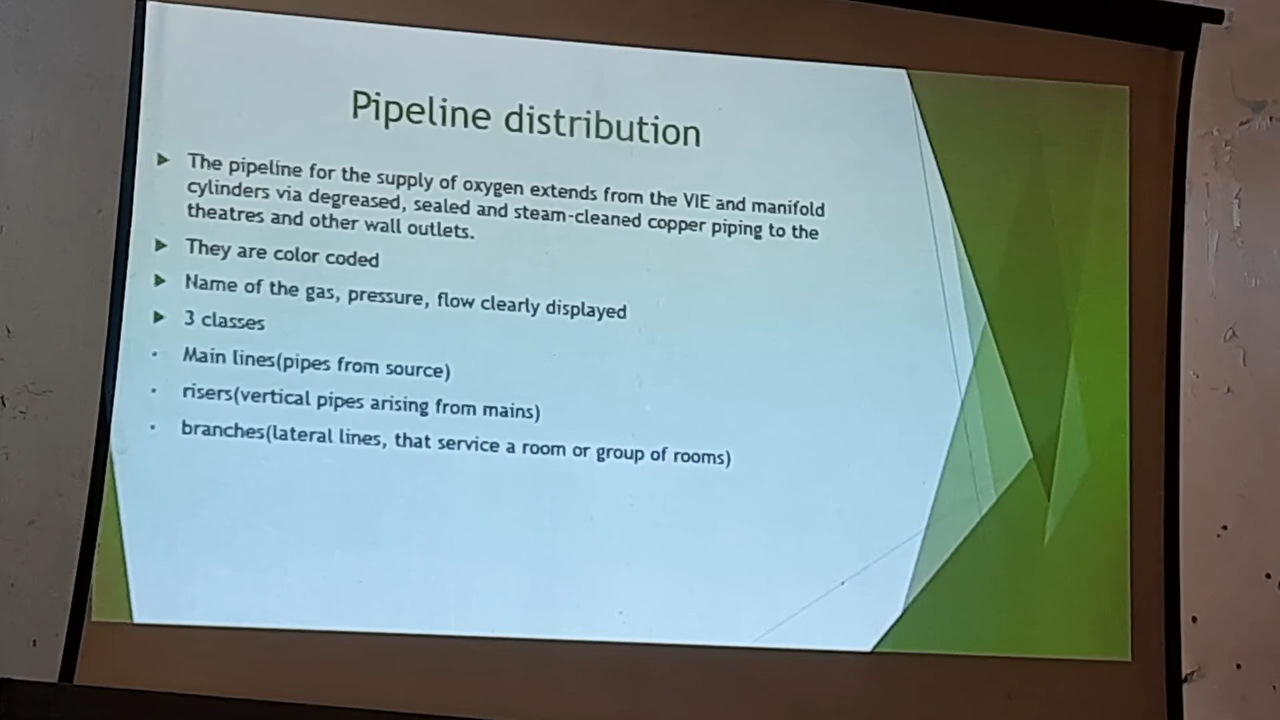 Pipeline distribution
The pipeline for the supply of oxygen extends from the VIE and manifold
cylinders via degreased, sealed and steam-cleaned copper piping to the
theatres and other wall outlets.
They are color coded
Name of the gas, pressure, flow clearly displayed
3 classes
Main lines(pipes from source)
risers(vertical pipes arising from mains)
branches(lateral lines, that service a room or group of rooms)